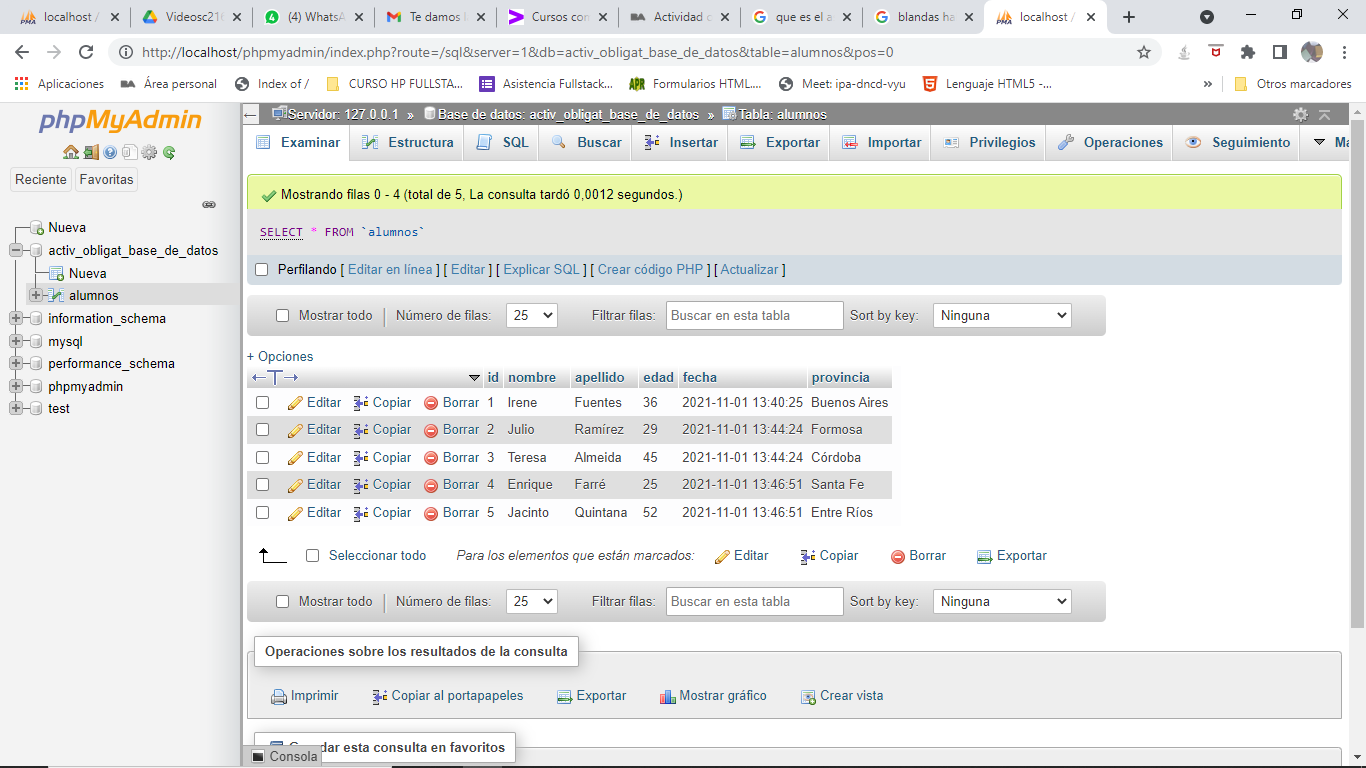 localhost /
Videosc21
(4) WhatsA
Te damos l
Cursos con
Actividad o
que es el a
blandas ha
localhost /
http://localhost/phpmyadmin/index.php?route=/sql&server=1&db=activ_obligat_base_de_datos&table=alumnos&pos=0
Aplicaciones
Área personal
Index of /
CURSO HP FULLSTA...
Asistencia Fullstack...
Formularios HTML...
Meet: ipa-dncd-vyu
Lenguaje HTML5 -...
»
Otros marcadores
phpMyAdmin
Reciente
Favoritas
Nueva
activ_obligat_base_de_datos
Nueva
alumnos
information_schema
mysql
performance_schema
phpmyadmin
test
Servidor: 127.0.0.1 » Base de datos: activ_obligat_base_de_datos » Tabla: alumnos
Examinar
Estructura
SQL
Buscar
Insertar
Exportar
Importar
Privilegios
Operaciones
Seguimiento
Má
Mostrando filas 0 - 4 (total de 5, La consulta tardó 0,0012 segundos.)
SELECT * FROM `alumnos`
Perfilando [ Editar en línea ] [ Editar ] [ Explicar SQL ] [ Crear código PHP ] [ Actualizar ]
Mostrar todo | Número de filas: 25 Filtrar filas: Buscar en esta tabla Sort by key: Ninguna
+ Opciones
id nombre apellido edad fecha provincia
Editar Copiar Borrar 1 Irene Fuentes 36 2021-11-01 13:40:25 Buenos Aires
Editar Copiar Borrar 2 Julio Ramírez 29 2021-11-01 13:44:24 Formosa
Editar Copiar Borrar 3 Teresa Almeida 45 2021-11-01 13:44:24 Córdoba
Editar Copiar Borrar 4 Enrique Farré 25 2021-11-01 13:46:51 Santa Fe
Editar Copiar Borrar 5 Jacinto Quintana 52 2021-11-01 13:46:51 Entre Ríos
Seleccionar todo Para los elementos que están marcados: Editar Copiar Borrar Exportar
Mostrar todo | Número de filas: 25 Filtrar filas: Buscar en esta tabla Sort by key: Ninguna
Operaciones sobre los resultados de la consulta
Imprimir Copiar al portapapeles Exportar Mostrar gráfico Crear vista
dar esta consulta en favoritos
Consola